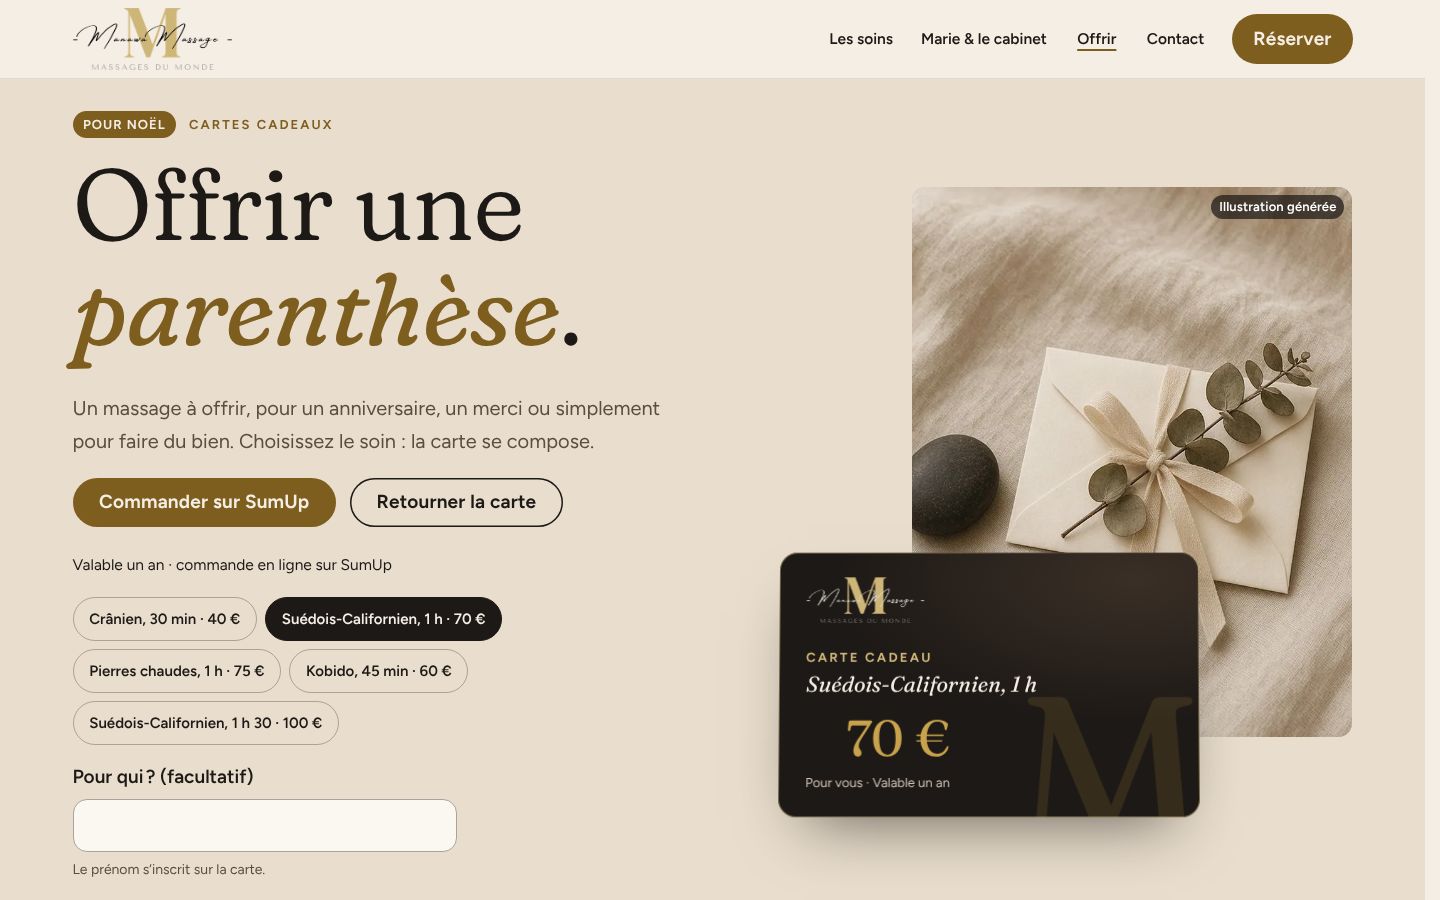 - Manawa Massage -
M
MASSAGES DU MONDE
Les soins
Marie & le cabinet
Offrir
Contact
Réserver
POUR NOËL
CARTES CADEAUX
Offrir une
parenthèse.
Un massage à offrir, pour un anniversaire, un merci ou simplement
pour faire du bien. Choisissez le soin : la carte se compose.
Commander sur SumUp
Retourner la carte
Valable un an · commande en ligne sur SumUp
Crânien, 30 min · 40 €
Suédois-Californien, 1 h · 70 €
Pierres chaudes, 1 h · 75 €
Kobido, 45 min · 60 €
Suédois-Californien, 1 h 30 · 100 €
Pour qui ? (facultatif)
Le prénom s’inscrit sur la carte.
Illustration générée
- Manawa Massage -
M
MASSAGES DU MONDE
CARTE CADEAU
Suédois-Californien, 1 h
70 €
Pour vous · Valable un an
M